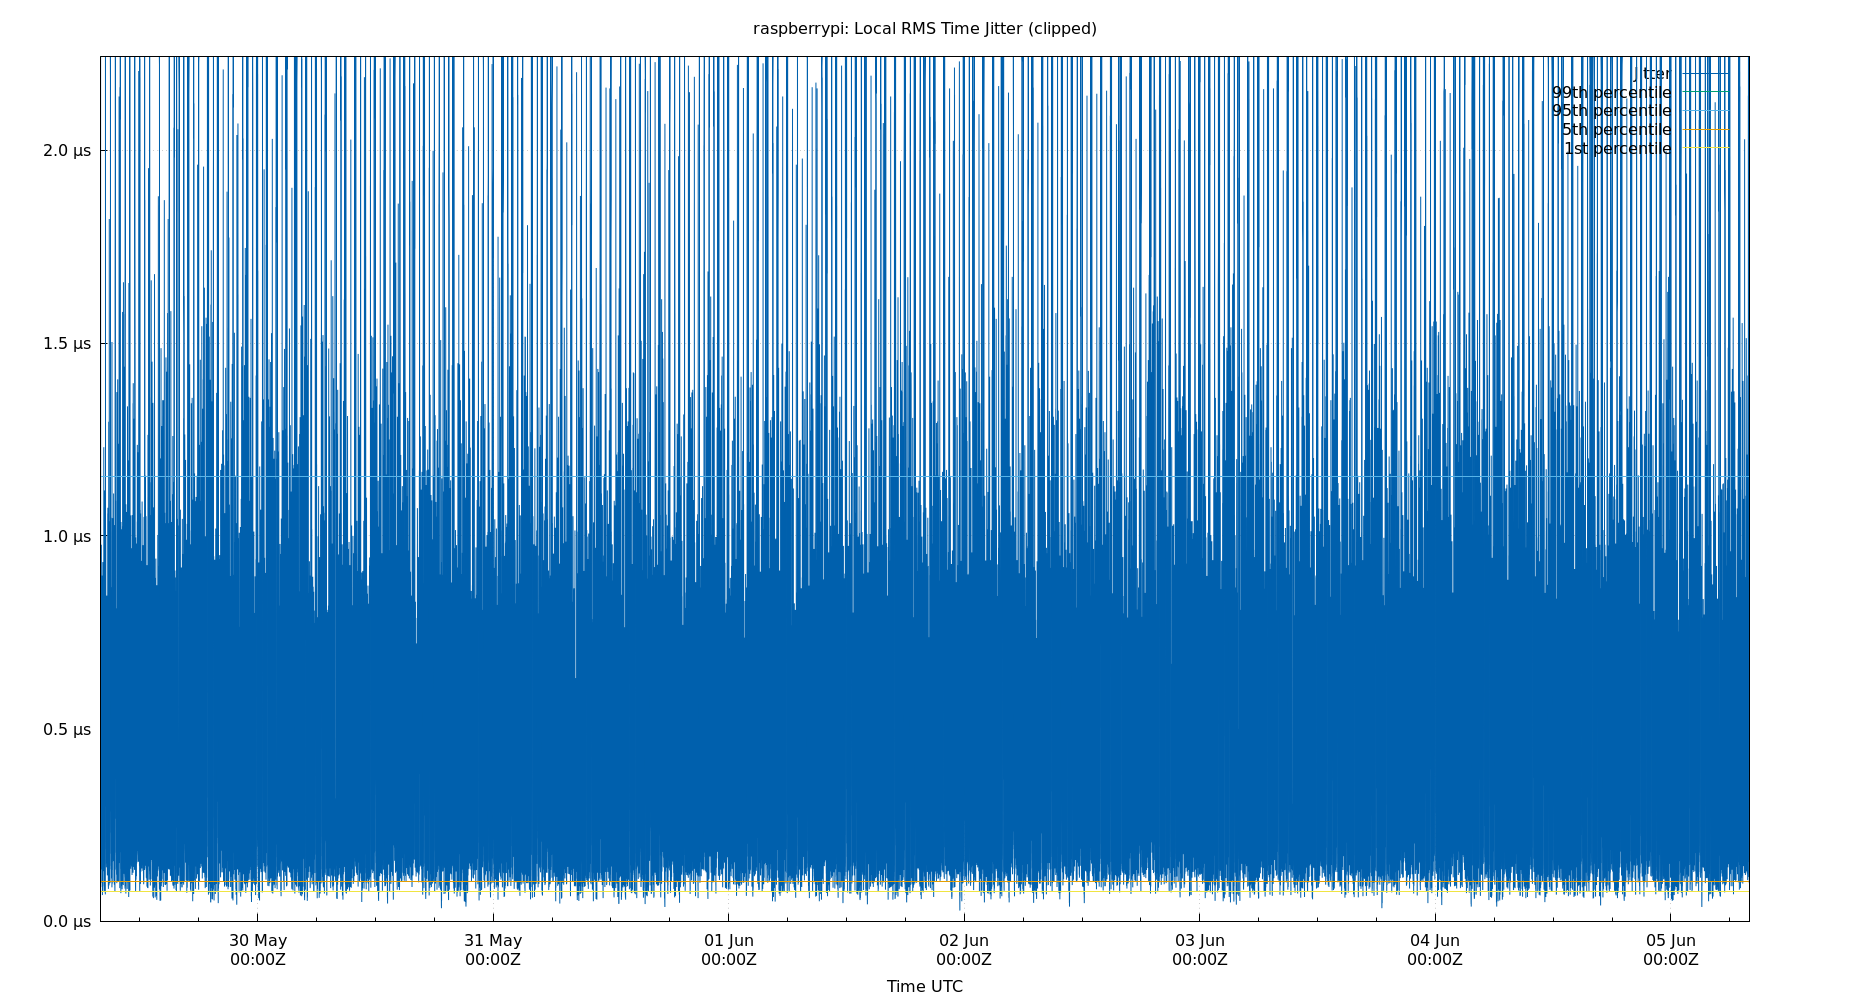 raspberrypi: Local RMS Time Jitter (clipped)
jitter
99th percentile
95th percentile
5th percentile
1st percentile
2.0 μs
1.5 μs
1.0 μs
0.5 μs
0.0 μs
30 May 31 May 01 Jun 02 Jun 03 Jun 04 Jun 05 Jun
00:00Z 00:00Z 00:00Z 00:00Z 00:00Z 00:00Z 00:00Z
Time UTC